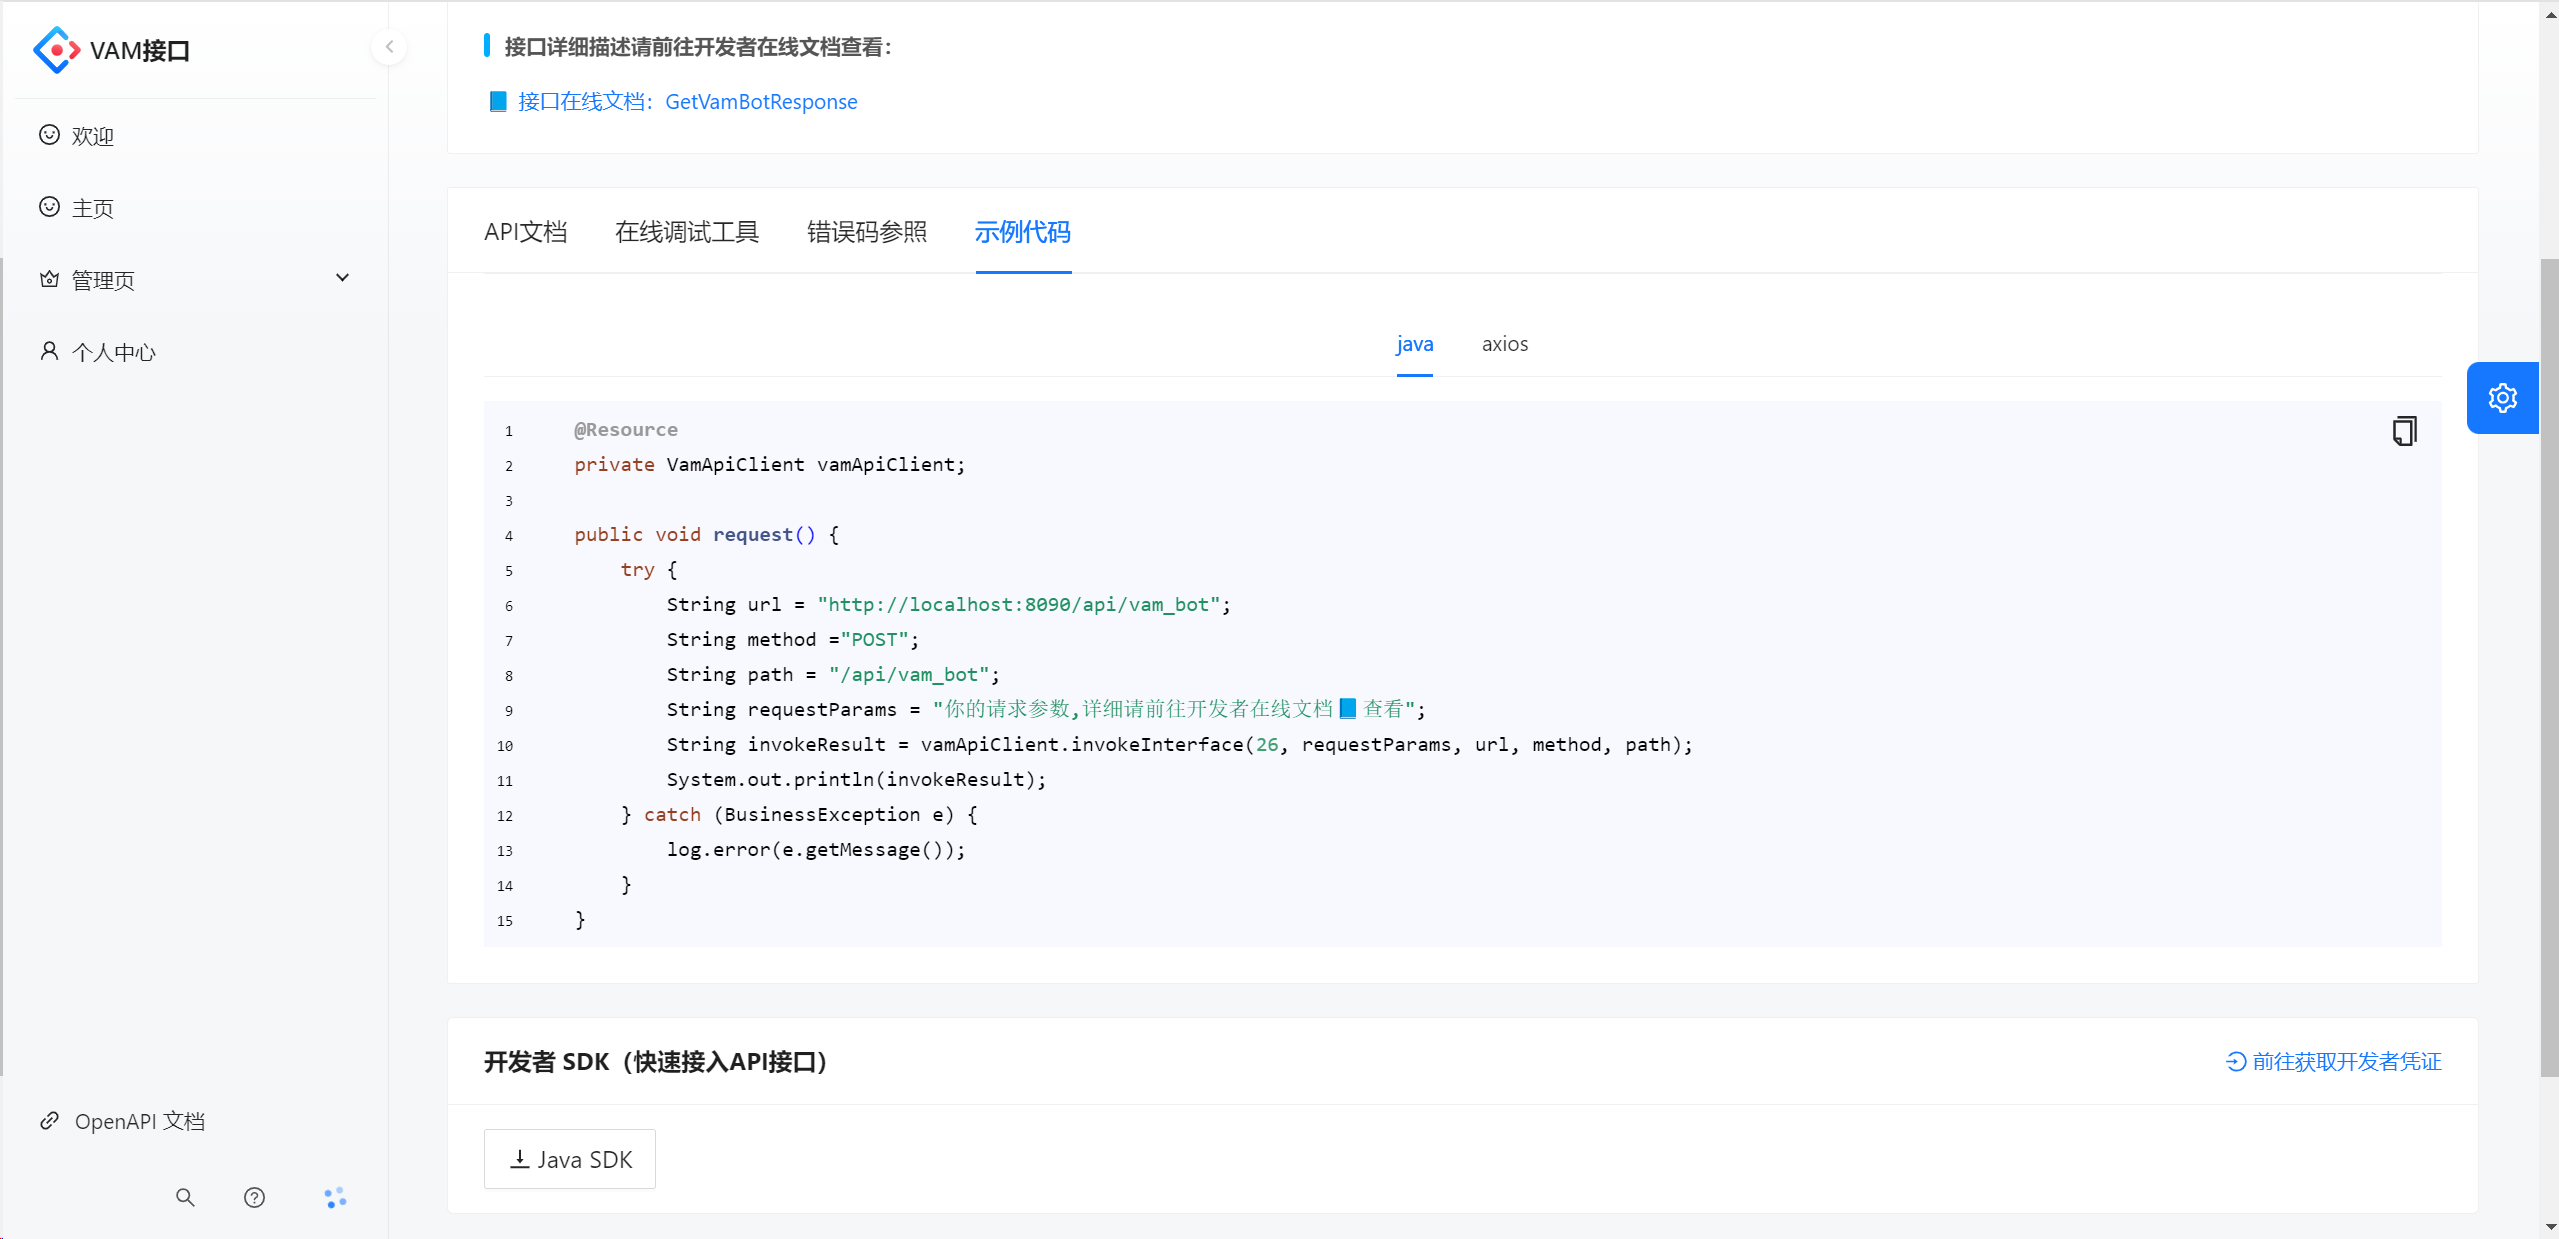 VAM接口
欢迎
主页
管理页
个人中心
OpenAPI 文档
接口详细描述请前往开发者在线文档查看：
📘 接口在线文档：GetVamBotResponse
API文档 在线调试工具 错误码参照 示例代码
java axios
1 @Resource
2 private VamApiClient vamApiClient;
3
4 public void request() {
5 try {
6 String url = "http://localhost:8090/api/vam_bot";
7 String method ="POST";
8 String path = "/api/vam_bot";
9 String requestParams = "你的请求参数,详细请前往开发者在线文档📘查看";
10 String invokeResult = vamApiClient.invokeInterface(26, requestParams, url, method, path);
11 System.out.println(invokeResult);
12 } catch (BusinessException e) {
13 log.error(e.getMessage());
14 }
15 }
开发者 SDK（快速接入API接口） 前往获取开发者凭证
Java SDK